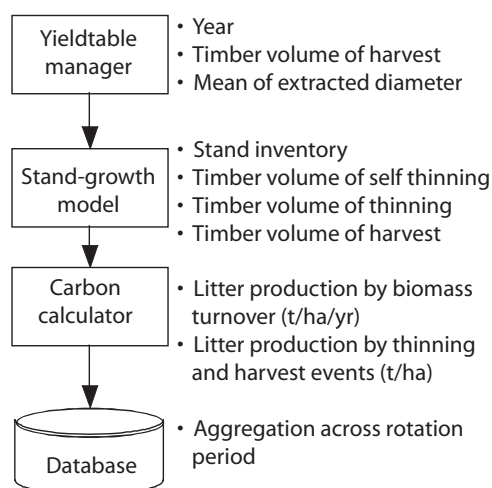 Yieldtable
manager
• Year
• Timber volume of harvest
• Mean of extracted diameter
Stand-growth
model
• Stand inventory
• Timber volume of self thinning
• Timber volume of thinning
• Timber volume of harvest
Carbon
calculator
• Litter production by biomass
turnover (t/ha/yr)
• Litter production by thinning
and harvest events (t/ha)
Database
• Aggregation across rotation
period